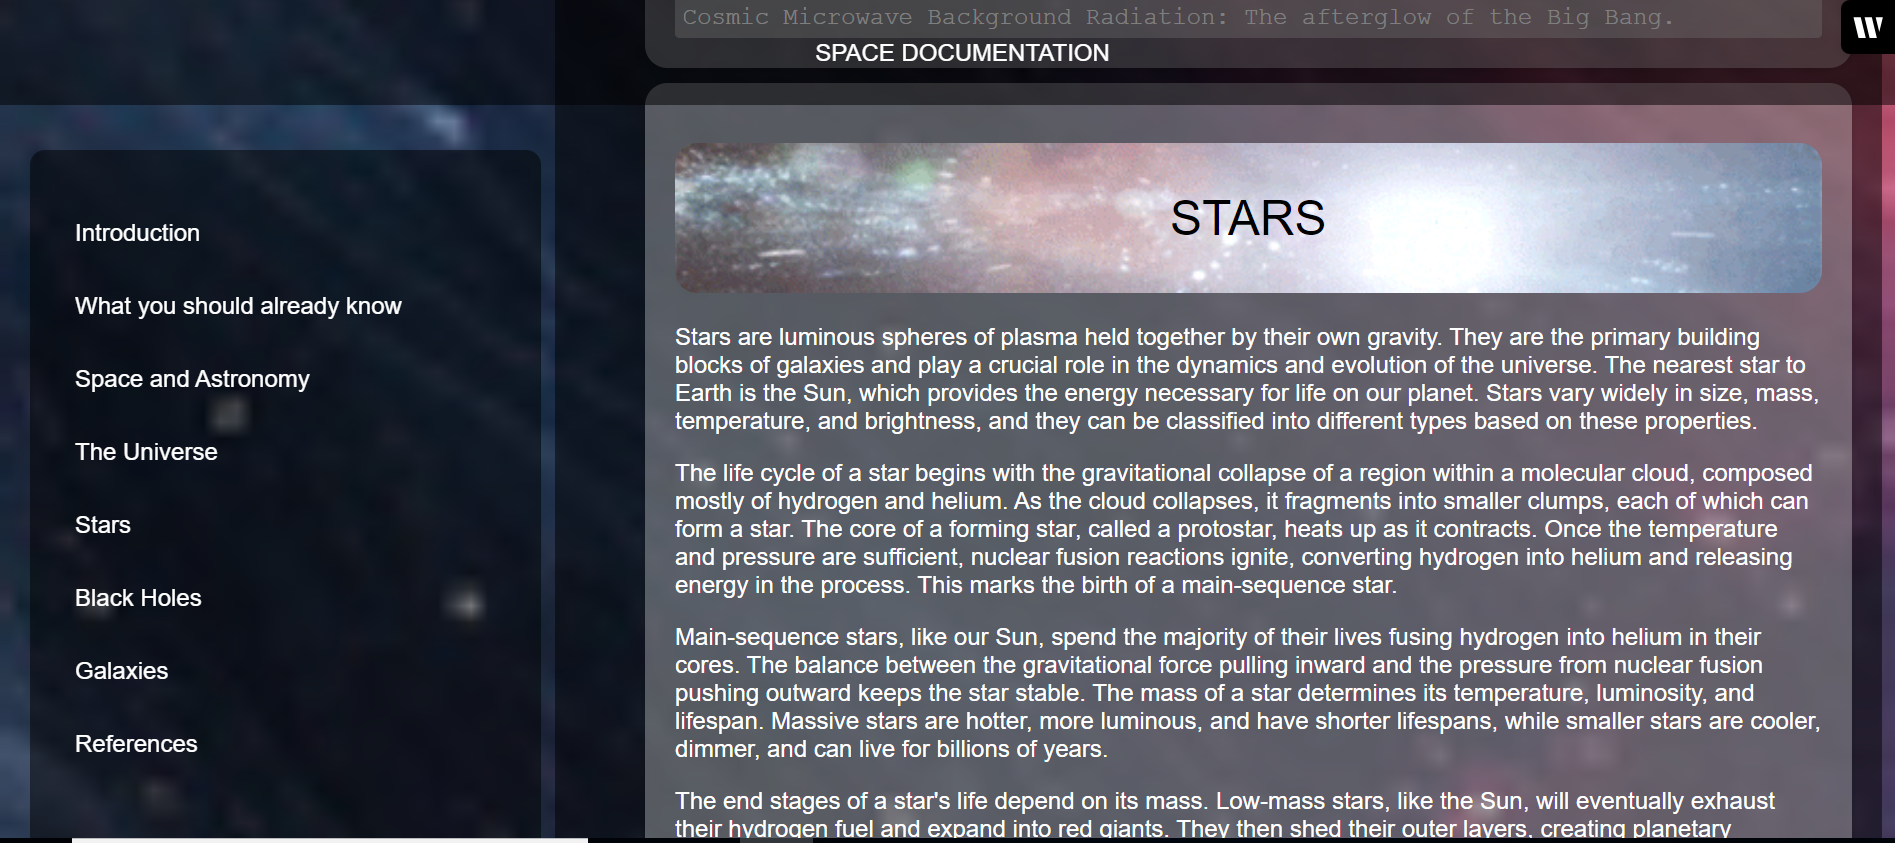 Cosmic Microwave Background Radiation: The afterglow of the Big Bang.
SPACE DOCUMENTATION
W
Introduction
What you should already know
Space and Astronomy
The Universe
Stars
Black Holes
Galaxies
References
STARS
Stars are luminous spheres of plasma held together by their own gravity. They are the primary building
blocks of galaxies and play a crucial role in the dynamics and evolution of the universe. The nearest star to
Earth is the Sun, which provides the energy necessary for life on our planet. Stars vary widely in size, mass,
temperature, and brightness, and they can be classified into different types based on these properties.
The life cycle of a star begins with the gravitational collapse of a region within a molecular cloud, composed
mostly of hydrogen and helium. As the cloud collapses, it fragments into smaller clumps, each of which can
form a star. The core of a forming star, called a protostar, heats up as it contracts. Once the temperature
and pressure are sufficient, nuclear fusion reactions ignite, converting hydrogen into helium and releasing
energy in the process. This marks the birth of a main-sequence star.
Main-sequence stars, like our Sun, spend the majority of their lives fusing hydrogen into helium in their
cores. The balance between the gravitational force pulling inward and the pressure from nuclear fusion
pushing outward keeps the star stable. The mass of a star determines its temperature, luminosity, and
lifespan. Massive stars are hotter, more luminous, and have shorter lifespans, while smaller stars are cooler,
dimmer, and can live for billions of years.
The end stages of a star's life depend on its mass. Low-mass stars, like the Sun, will eventually exhaust
their hydrogen fuel and expand into red giants. They then shed their outer layers, creating planetary